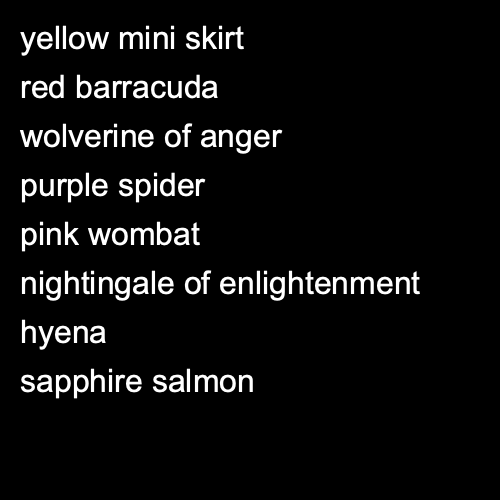 yellow mini skirt
red barracuda
wolverine of anger
purple spider
pink wombat
nightingale of enlightenment
hyena
sapphire salmon